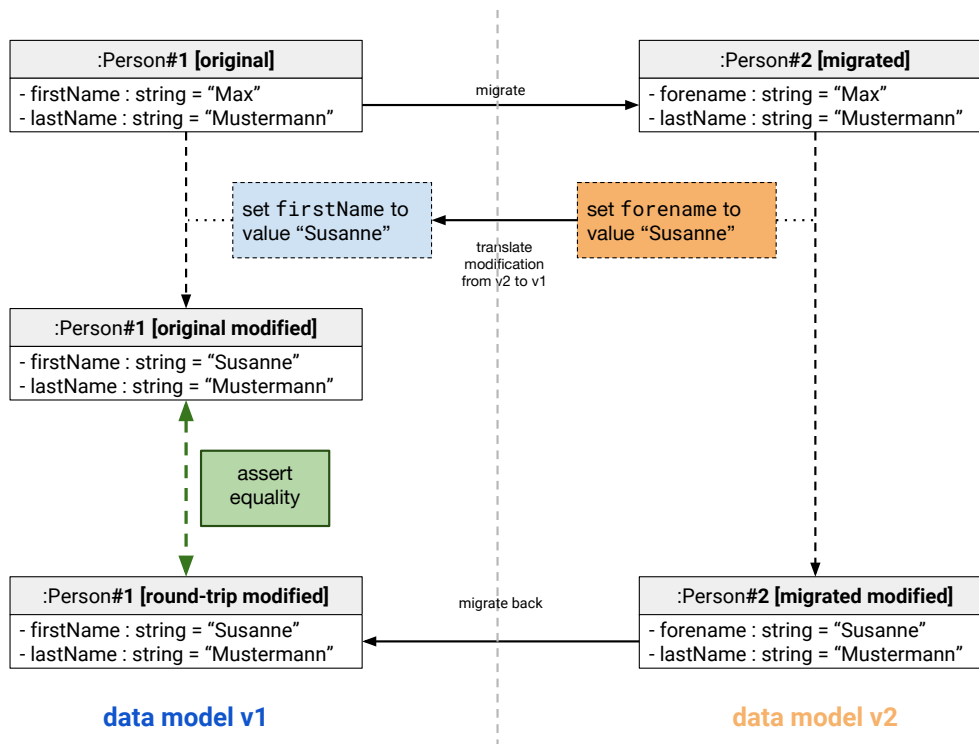 :Person#1 [original]
- firstName : string = “Max”
- lastName : string = “Mustermann”
migrate
:Person#2 [migrated]
- forename : string = “Max”
- lastName : string = “Mustermann”
set firstName to
value “Susanne”
set forename to
value “Susanne”
translate
modification
from v2 to v1
:Person#1 [original modified]
- firstName : string = “Susanne”
- lastName : string = “Mustermann”
assert
equality
:Person#1 [round-trip modified]
- firstName : string = “Susanne”
- lastName : string = “Mustermann”
migrate back
:Person#2 [migrated modified]
- forename : string = “Susanne”
- lastName : string = “Mustermann”
data model v1
data model v2